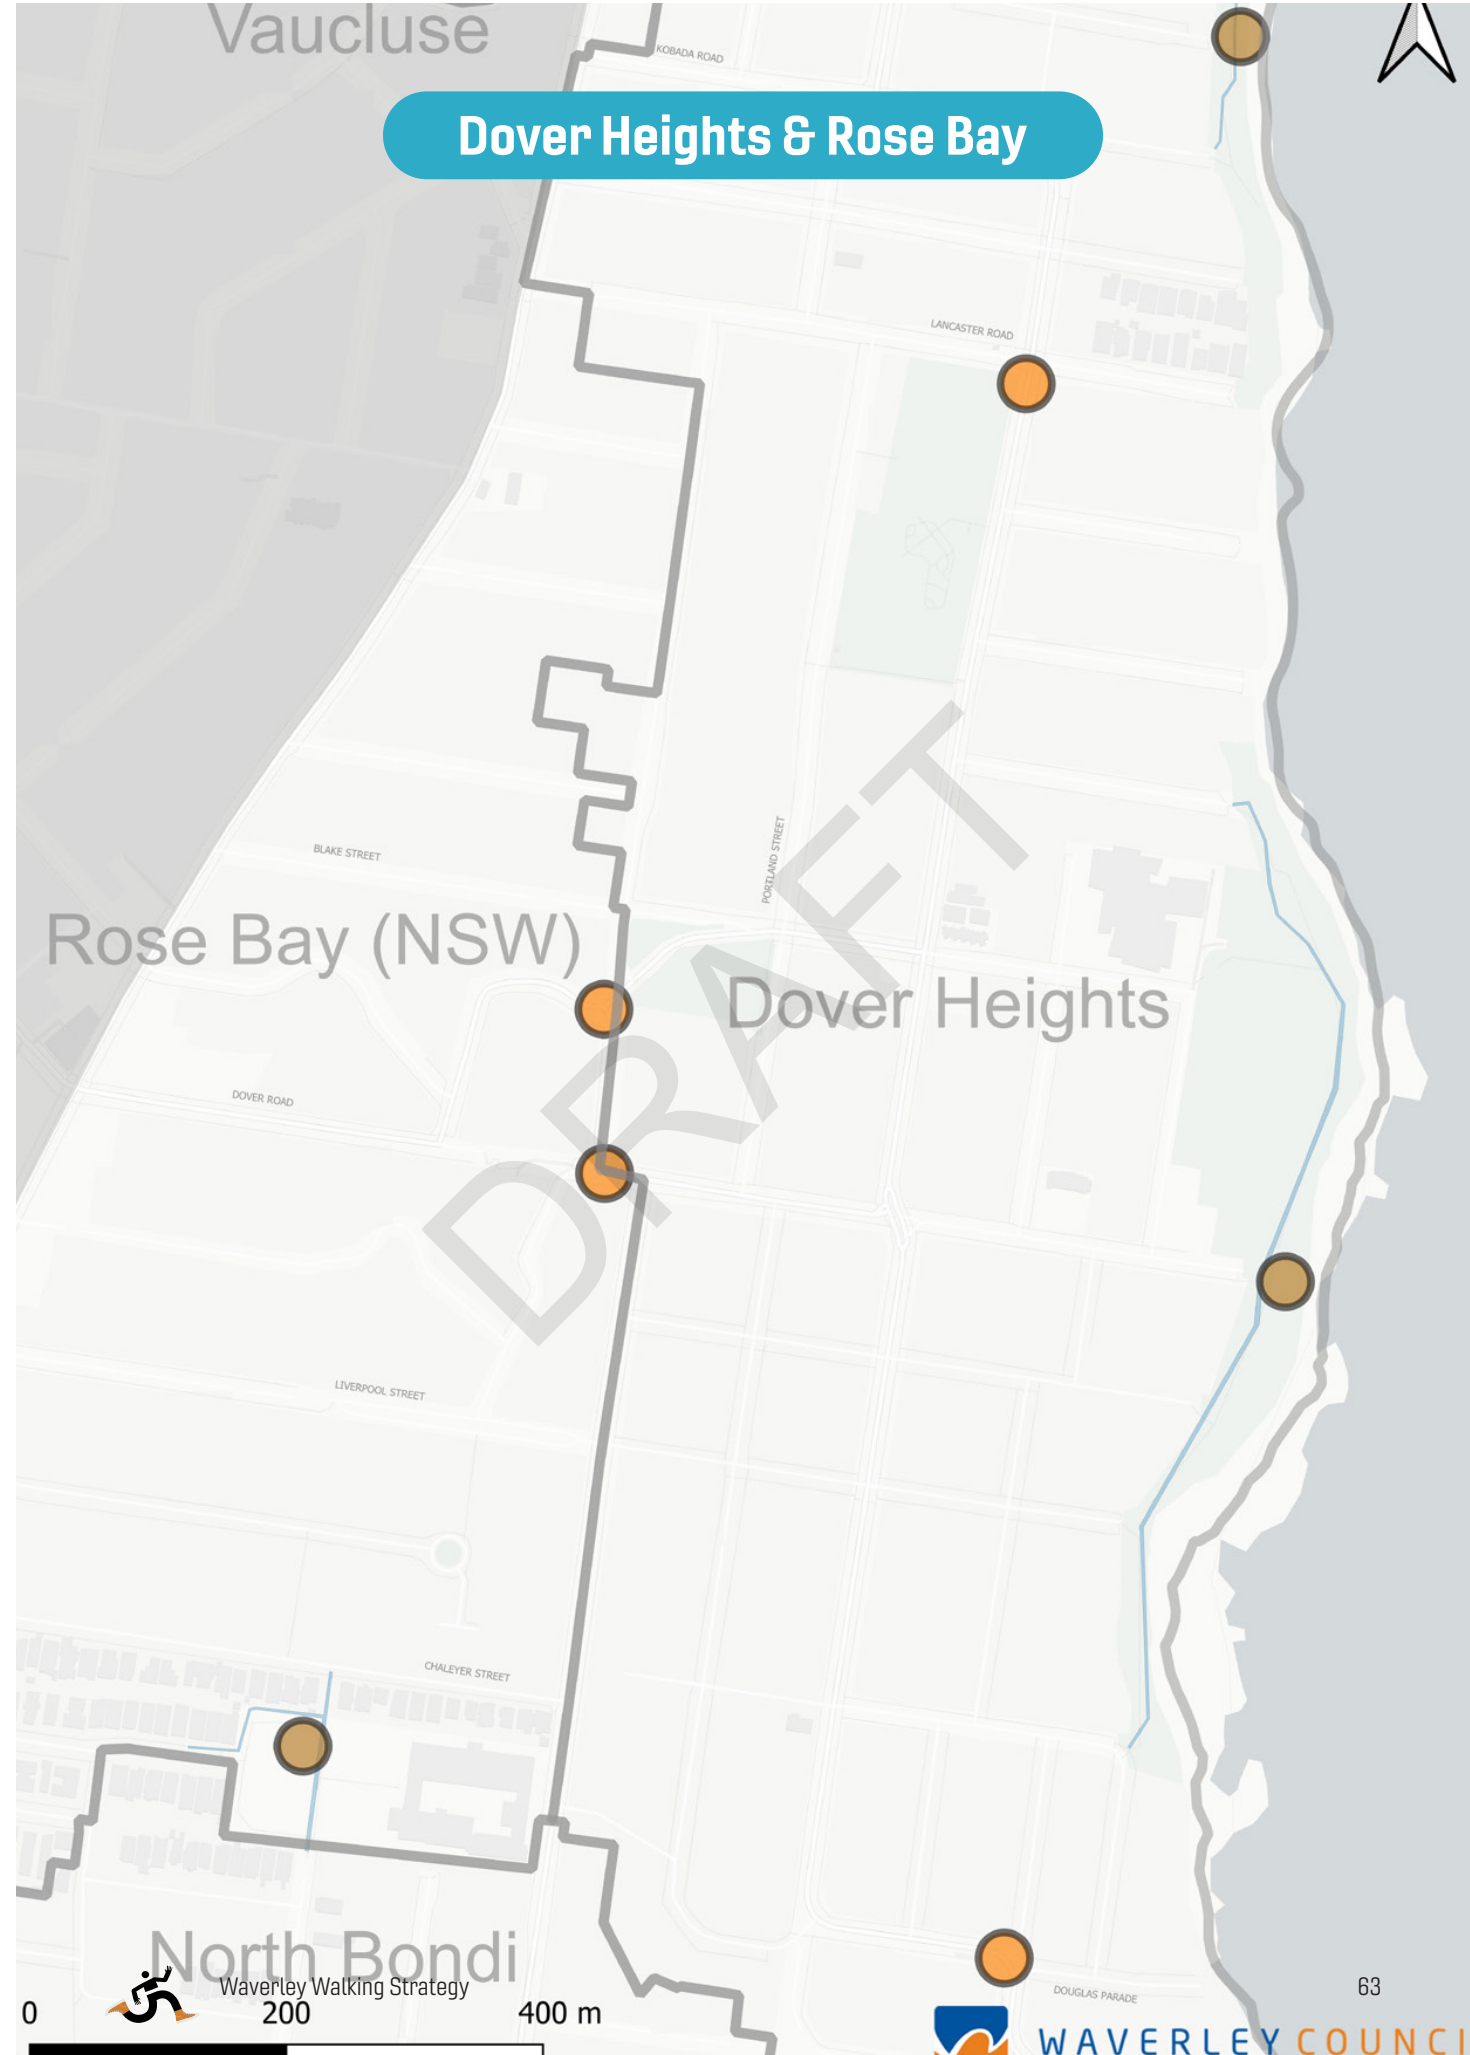 Vaucluse
KOBADA ROAD
Dover Heights & Rose Bay
LANCASTER ROAD
PORTLAND STREET
BLAKE STREET
Rose Bay (NSW)
Dover Heights
DRAFT
DOVER ROAD
LIVERPOOL STREET
CHALEYER STREET
North Bondi
Waverley Walking Strategy
63
0 200 400 m
DOUGLAS PARADE
WAVERLEY COUNCI